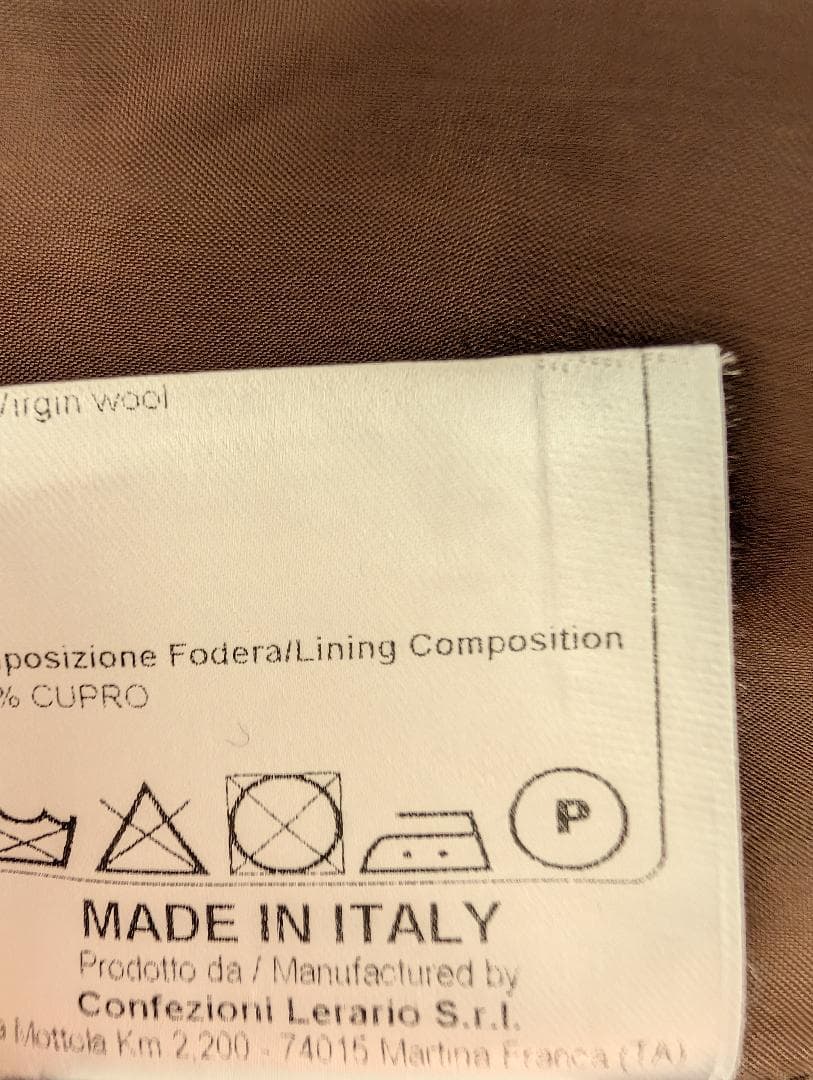 Virgin wool
posizione Fodera/Lining Composition
% CUPRO
P
MADE IN ITALY
Prodotto da / Manufactured by
Confezioni Lerario S.r.l.
a Mottola Km 2,200 - 74015 Martina Franca (TA)